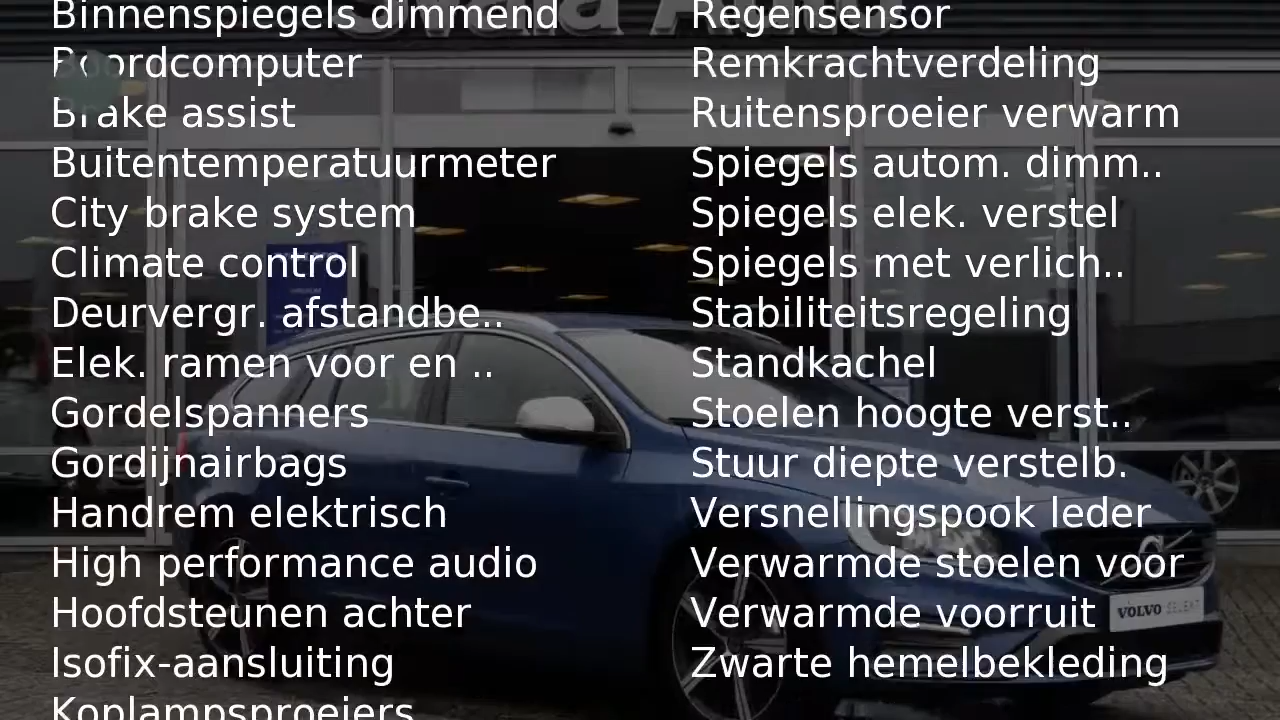 Binnenspiegels dimmend
Boordcomputer
Brake assist
Buitentemperatuurmeter
City brake system
Climate control
Deurvergr. afstandbe..
Elek. ramen voor en ..
Gordelspanners
Gordijnairbags
Handrem elektrisch
High performance audio
Hoofdsteunen achter
Isofix-aansluiting
Koplampsproeiers
Regensensor
Remkrachtverdeling
Ruitensproeier verwarm
Spiegels autom. dimm..
Spiegels elek. verstel
Spiegels met verlich..
Stabiliteitsregeling
Standkachel
Stoelen hoogte verst..
Stuur diepte verstelb.
Versnellingspook leder
Verwarmde stoelen voor
Verwarmde voorruit
Zwarte hemelbekleding
VOLVO SELEKT